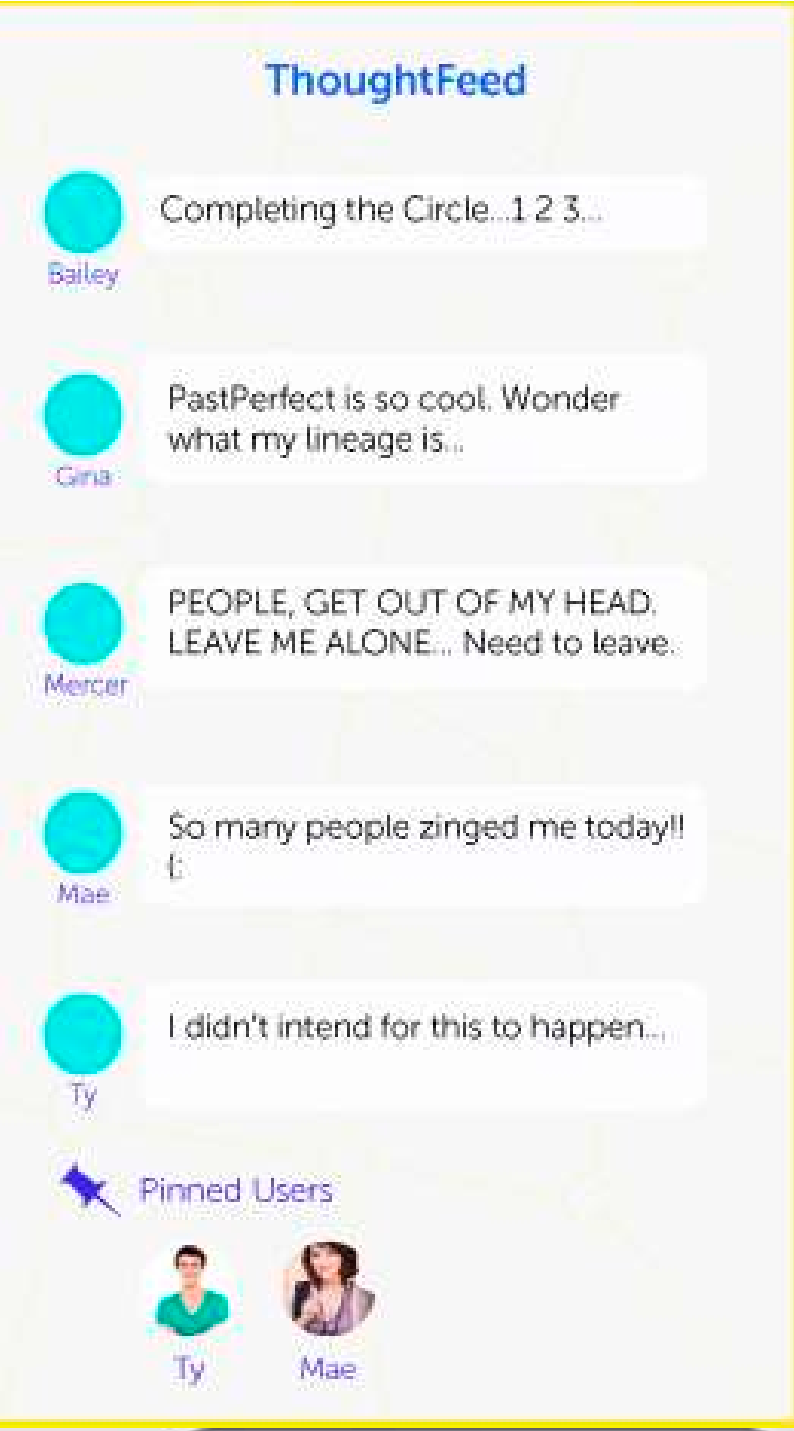 ThoughtFeed
Completing the Circle...1 2 3...
Bailey
PastPerfect is so cool. Wonder
what my lineage is...
Gina
PEOPLE, GET OUT OF MY HEAD.
LEAVE ME ALONE... Need to leave.
Mercer
So many people zinged me today!!
(:
Mae
I didn't intend for this to happen...
Ty
Pinned Users
Ty
Mae